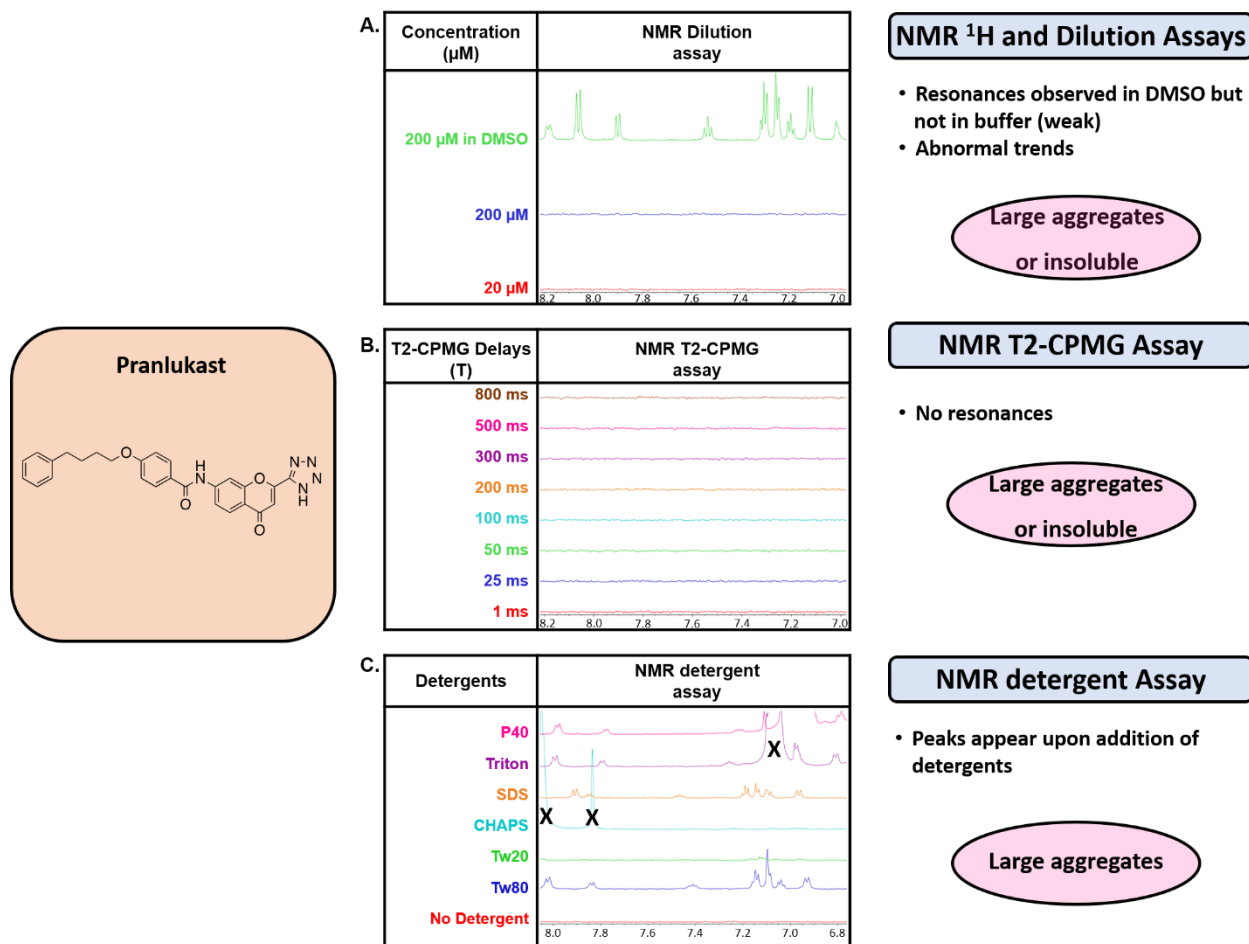 Pranlukast
O
O
N
H
O
O
N
N
N
N
H
A.
Concentration
(µM)
NMR Dilution
assay
200 µM in DMSO
200 µM
20 µM
8.2 8.0 7.8 7.6 7.4 7.2 7.0
NMR ¹H and Dilution Assays
• Resonances observed in DMSO but
not in buffer (weak)
• Abnormal trends
Large aggregates
or insoluble
B.
T2-CPMG Delays
(T)
NMR T2-CPMG
assay
800 ms
500 ms
300 ms
200 ms
100 ms
50 ms
25 ms
1 ms
8.2 8.0 7.8 7.6 7.4 7.2 7.0
NMR T2-CPMG Assay
• No resonances
Large aggregates
or insoluble
C.
Detergents
NMR detergent
assay
P40
Triton
X
SDS
CHAPS
X X
Tw20
Tw80
No Detergent
8.0 7.8 7.6 7.4 7.2 7.0 6.8
NMR detergent Assay
• Peaks appear upon addition of
detergents
Large aggregates